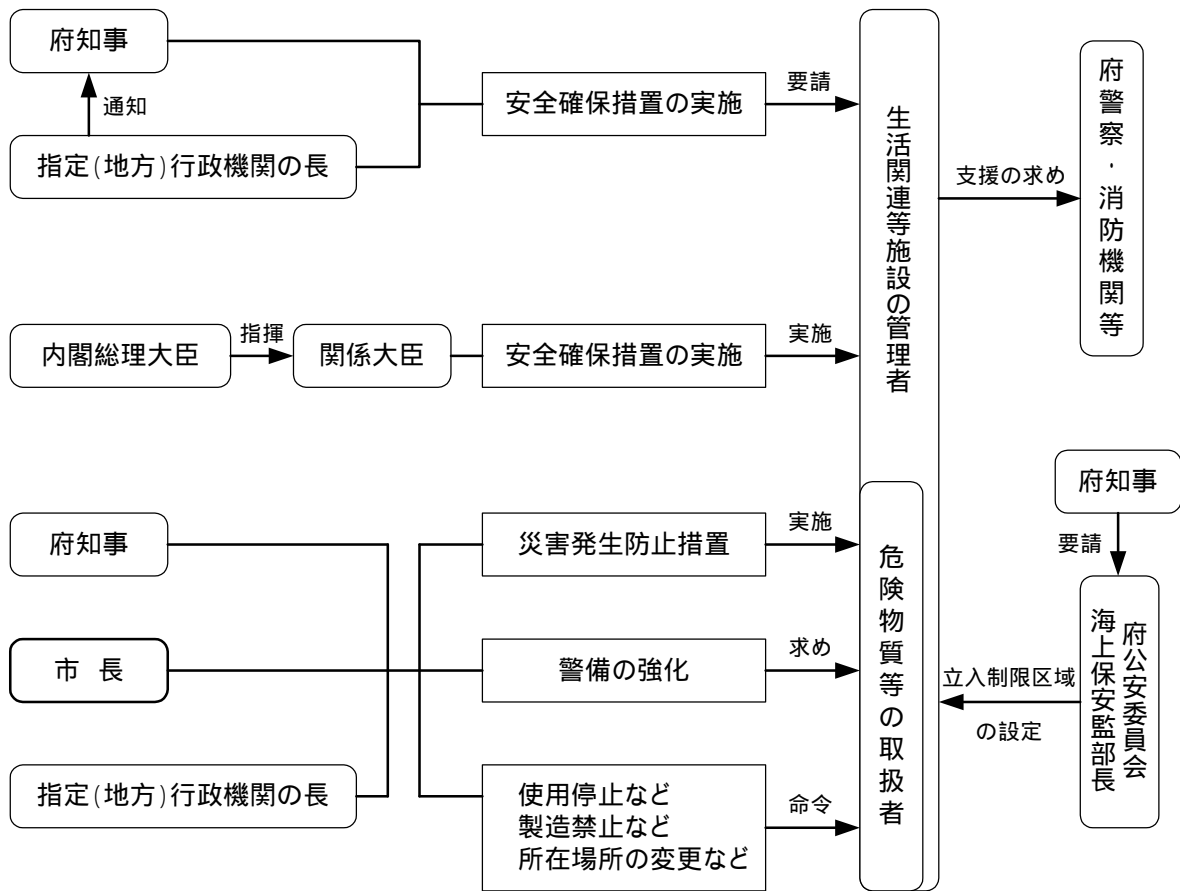 府知事
通知
指定(地方)行政機関の長
安全確保措置の実施
要請
生活関連等施設の管理者
支援の求め
府警察・消防機関等
内閣総理大臣
指揮
関係大臣
安全確保措置の実施
実施
府知事
市 長
指定(地方)行政機関の長
災害発生防止措置
実施
警備の強化
求め
使用停止など
製造禁止など
所在場所の変更など
命令
危険物質等の取扱者
府知事
要請
府公安委員会
海上保安監部長
立入制限区域
の設定